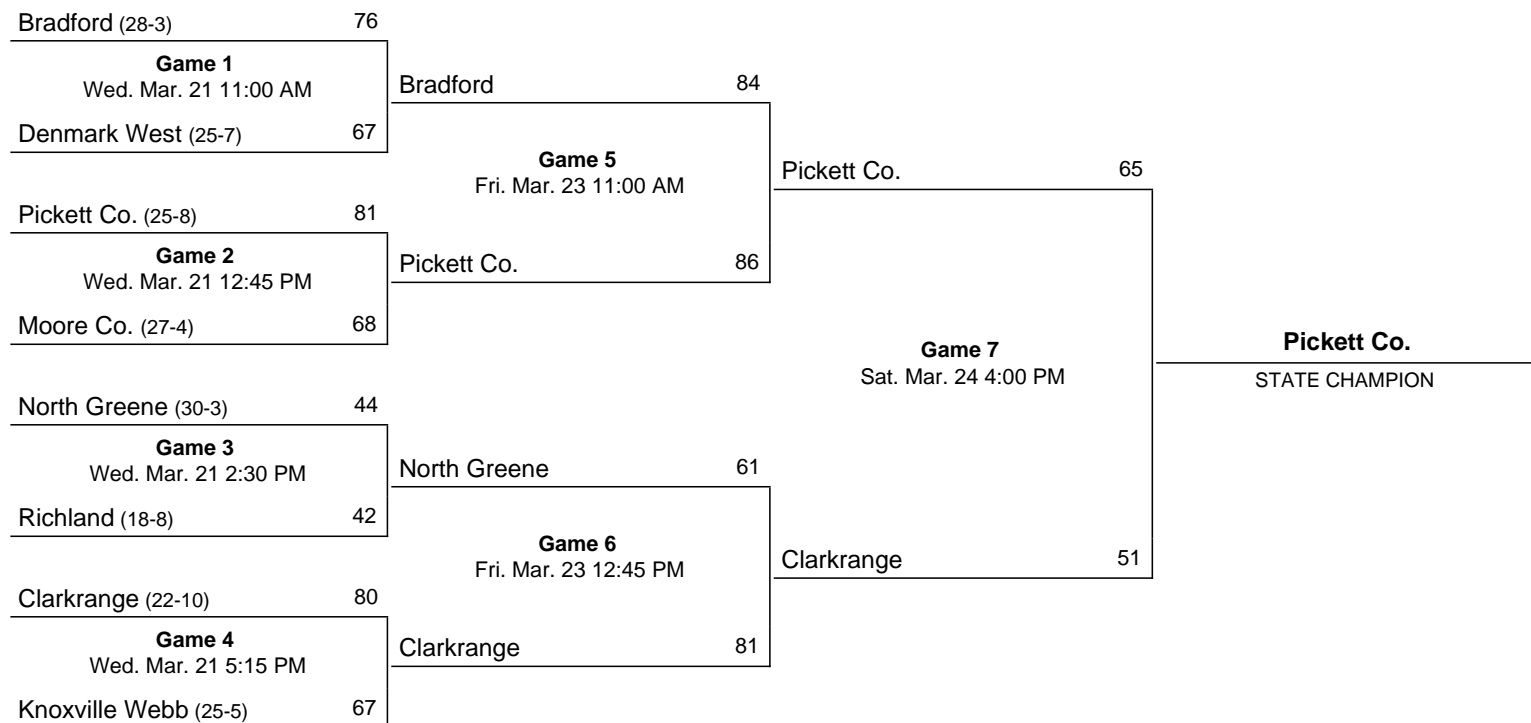 Bradford (28-3) 76
Game 1
Wed. Mar. 21 11:00 AM
Denmark West (25-7) 67
Pickett Co. (25-8) 81
Game 2
Wed. Mar. 21 12:45 PM
Moore Co. (27-4) 68
North Greene (30-3) 44
Game 3
Wed. Mar. 21 2:30 PM
Richland (18-8) 42
Clarkrange (22-10) 80
Game 4
Wed. Mar. 21 5:15 PM
Knoxville Webb (25-5) 67
Bradford 84
Game 5
Fri. Mar. 23 11:00 AM
Pickett Co. 86
North Greene 61
Game 6
Fri. Mar. 23 12:45 PM
Clarkrange 81
Pickett Co. 65
Game 7
Sat. Mar. 24 4:00 PM
Clarkrange 51
Pickett Co.
STATE CHAMPION